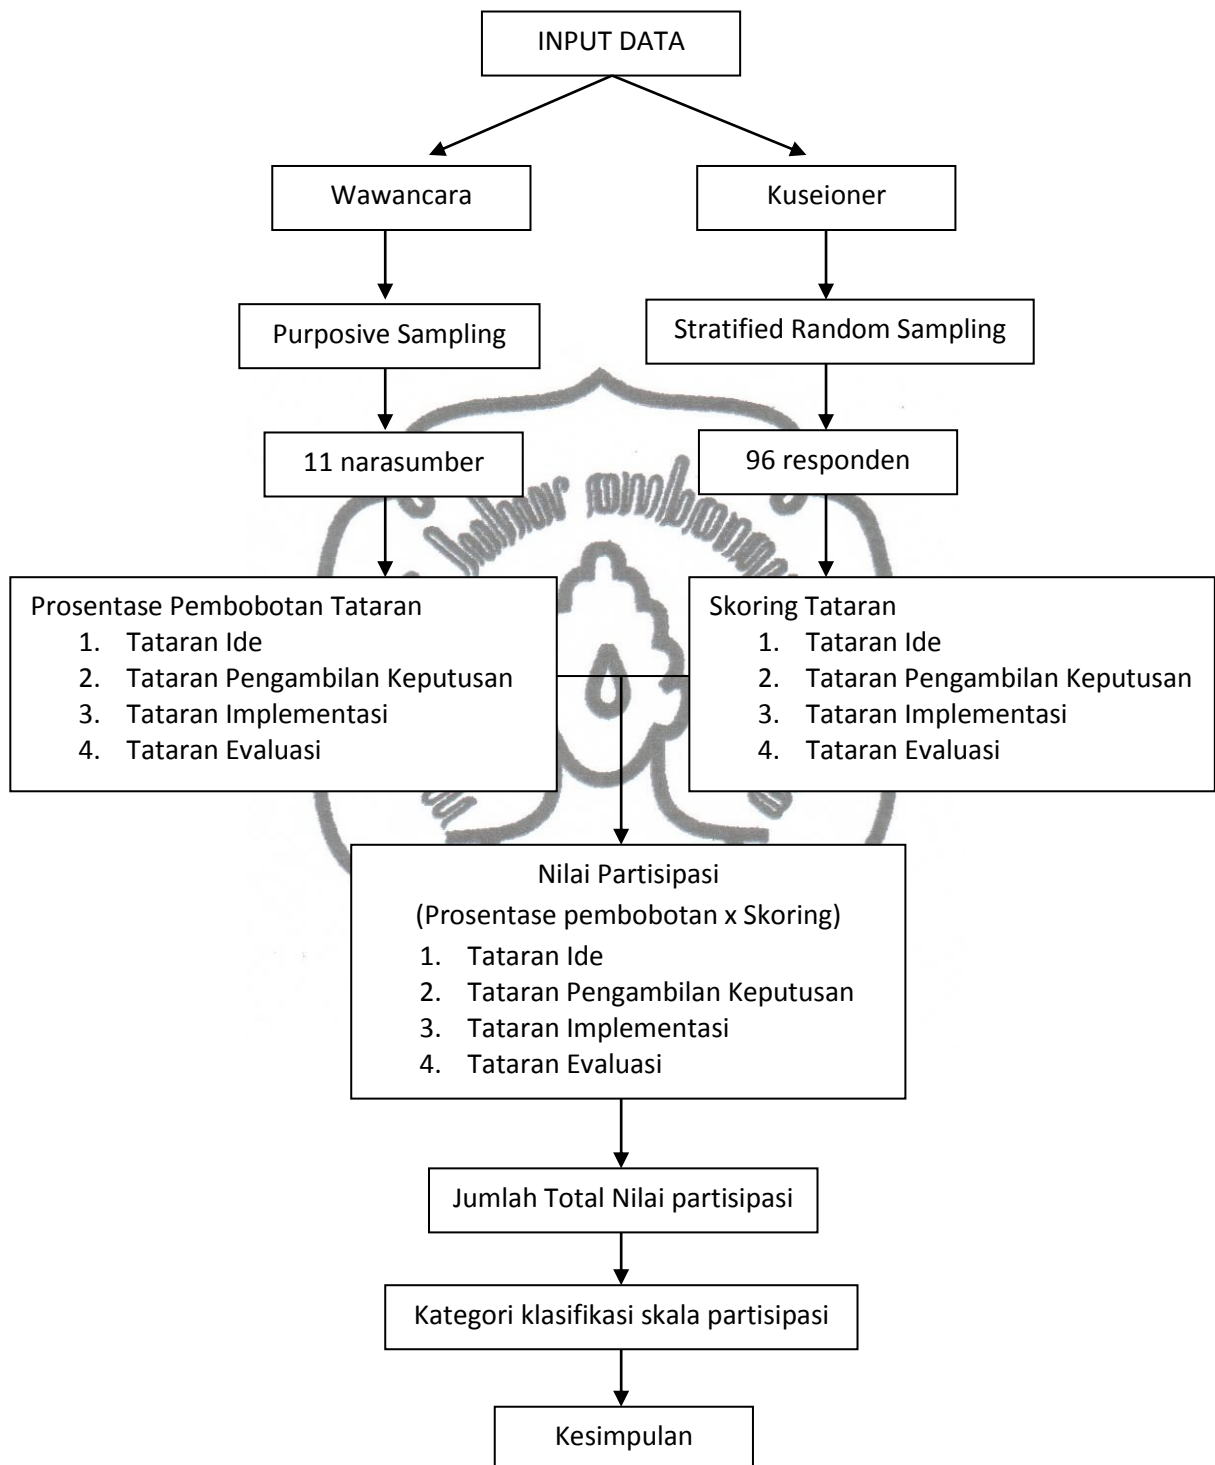 INPUT DATA
Wawancara
Kuseioner
Purposive Sampling
Stratified Random Sampling
11 narasumber
96 responden
Prosentase Pembobotan Tataran
1. Tataran Ide
2. Tataran Pengambilan Keputusan
3. Tataran Implementasi
4. Tataran Evaluasi
Skoring Tataran
1. Tataran Ide
2. Tataran Pengambilan Keputusan
3. Tataran Implementasi
4. Tataran Evaluasi
Nilai Partisipasi
(Prosentase pembobotan x Skoring)
1. Tataran Ide
2. Tataran Pengambilan Keputusan
3. Tataran Implementasi
4. Tataran Evaluasi
Jumlah Total Nilai partisipasi
Kategori klasifikasi skala partisipasi
Kesimpulan